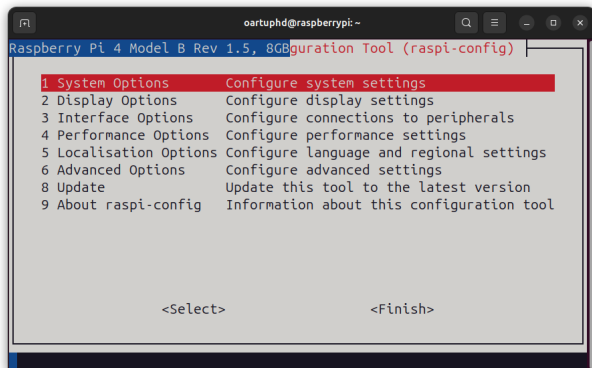 oartuphd@raspberrypi: ~
Raspberry Pi 4 Model B Rev 1.5, 8GBguration Tool (raspi-config)
1 System Options Configure system settings
2 Display Options Configure display settings
3 Interface Options Configure connections to peripherals
4 Performance Options Configure performance settings
5 Localisation Options Configure language and regional settings
6 Advanced Options Configure advanced settings
8 Update Update this tool to the latest version
9 About raspi-config Information about this configuration tool
<Select> <Finish>